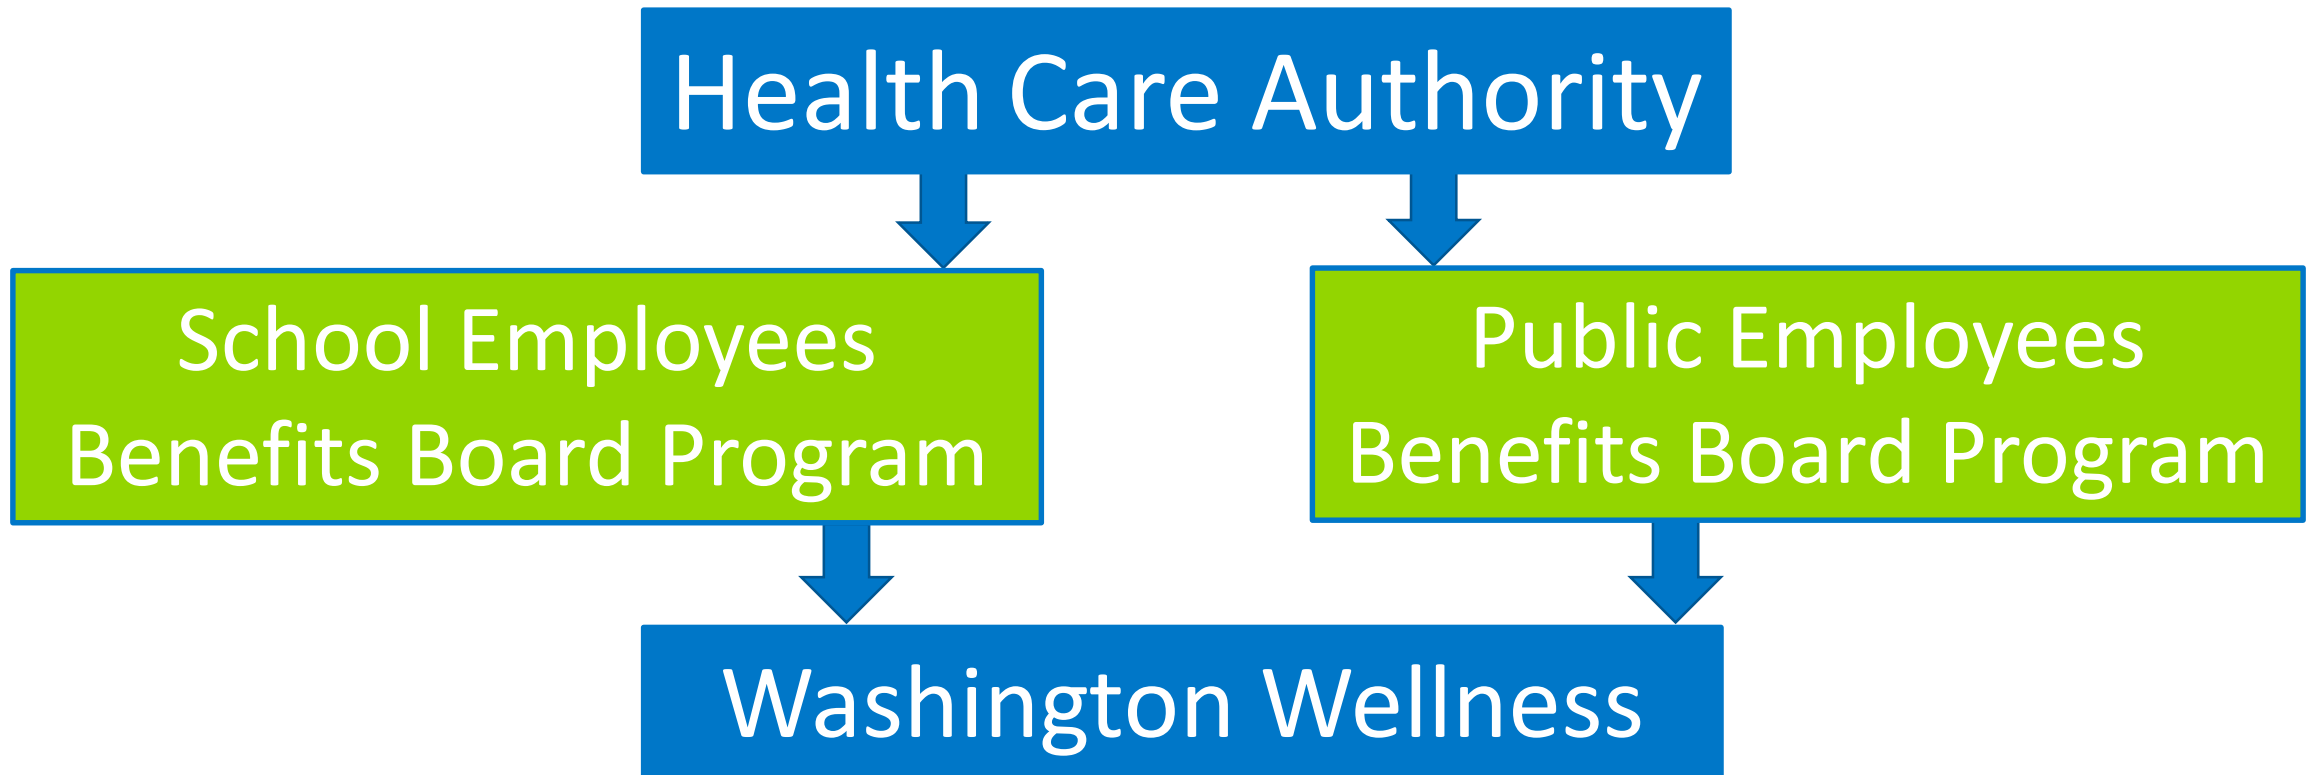 Health Care Authority
School Employees
Benefits Board Program
Public Employees
Benefits Board Program
Washington Wellness